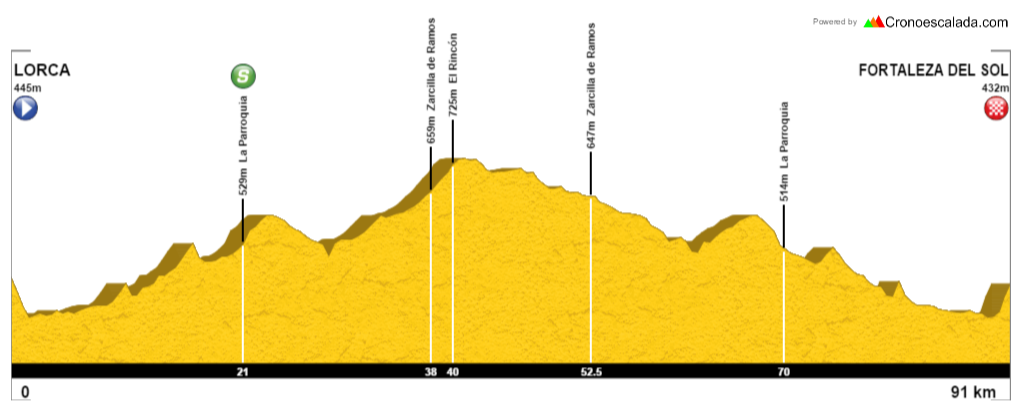 Powered by Cronoescalada.com
LORCA
445m
FORTALEZA DEL SOL
432m
S
529m La Parroquia
659m Zarcilla de Ramos
725m El Rincón
647m Zarcilla de Ramos
514m La Parroquia
21
38
40
52.5
70
0
91 km